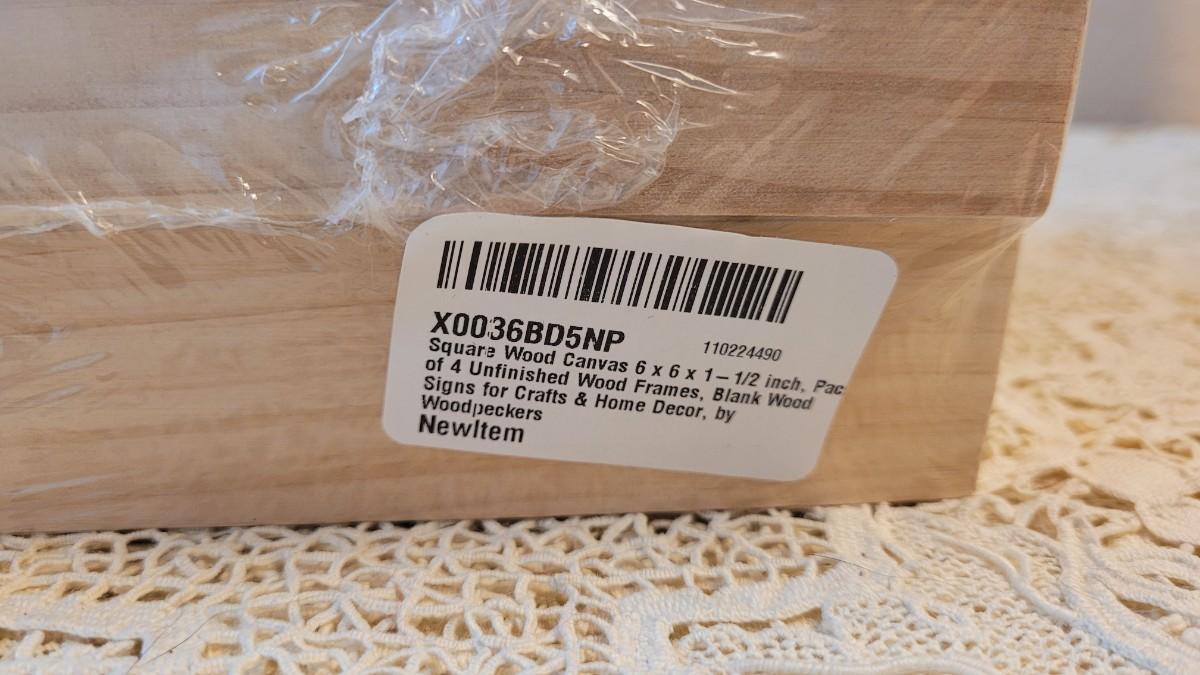 X0036BD5NP
110224490
Square Wood Canvas 6 x 6 x 1-1/2 inch, Pac
of 4 Unfinished Wood Frames, Blank Wood
Signs for Crafts & Home Decor, by
Woodpeckers
NewItem